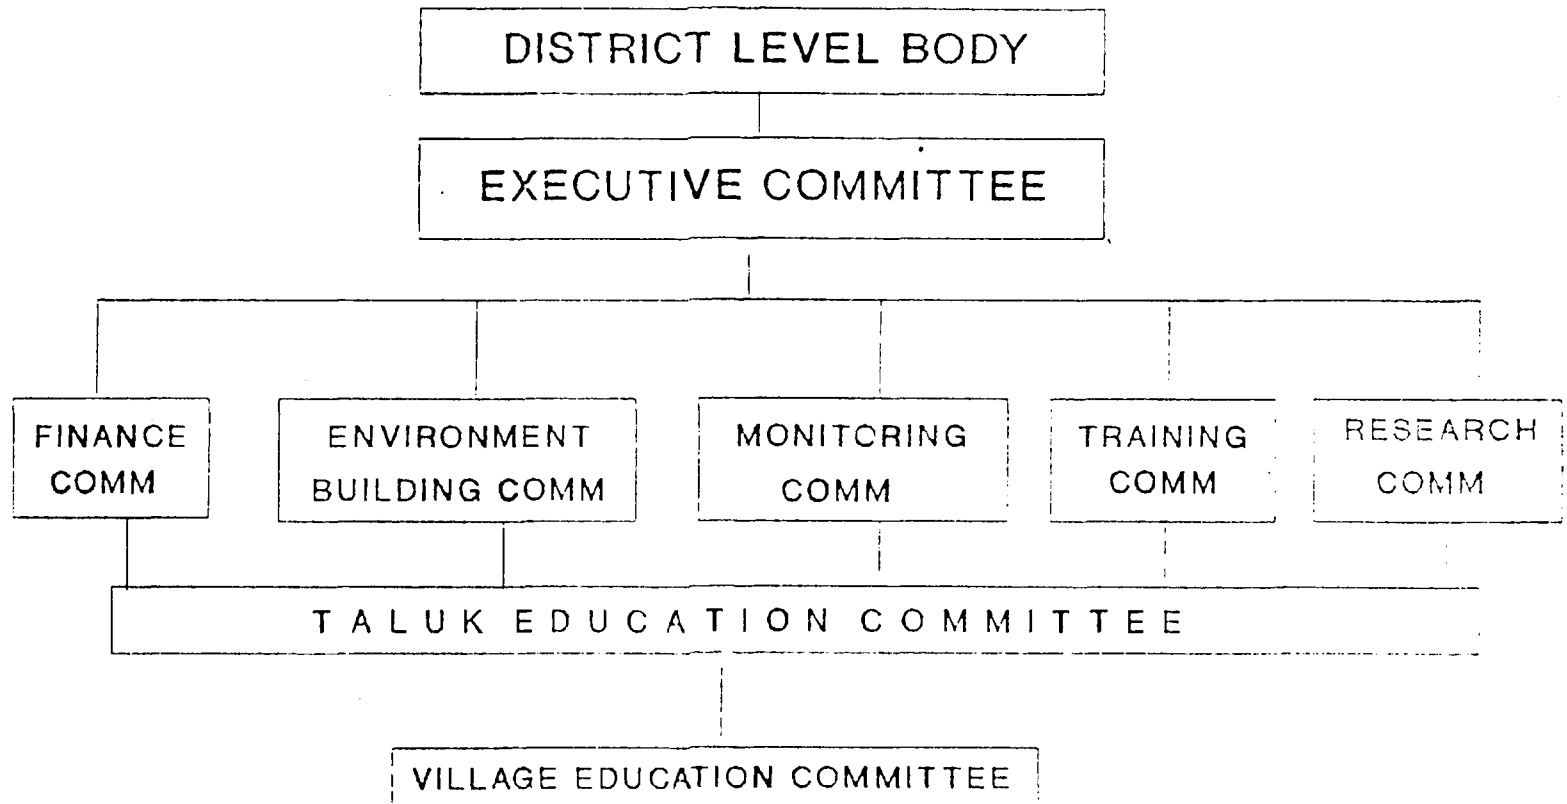 DISTRICT LEVEL BODY
EXECUTIVE COMMITTEE
FINANCE
COMM
ENVIRONMENT
BUILDING COMM
MONITORING
COMM
TRAINING
COMM
RESEARCH
COMM
TALUK EDUCATION COMMITTEE
VILLAGE EDUCATION COMMITTEE